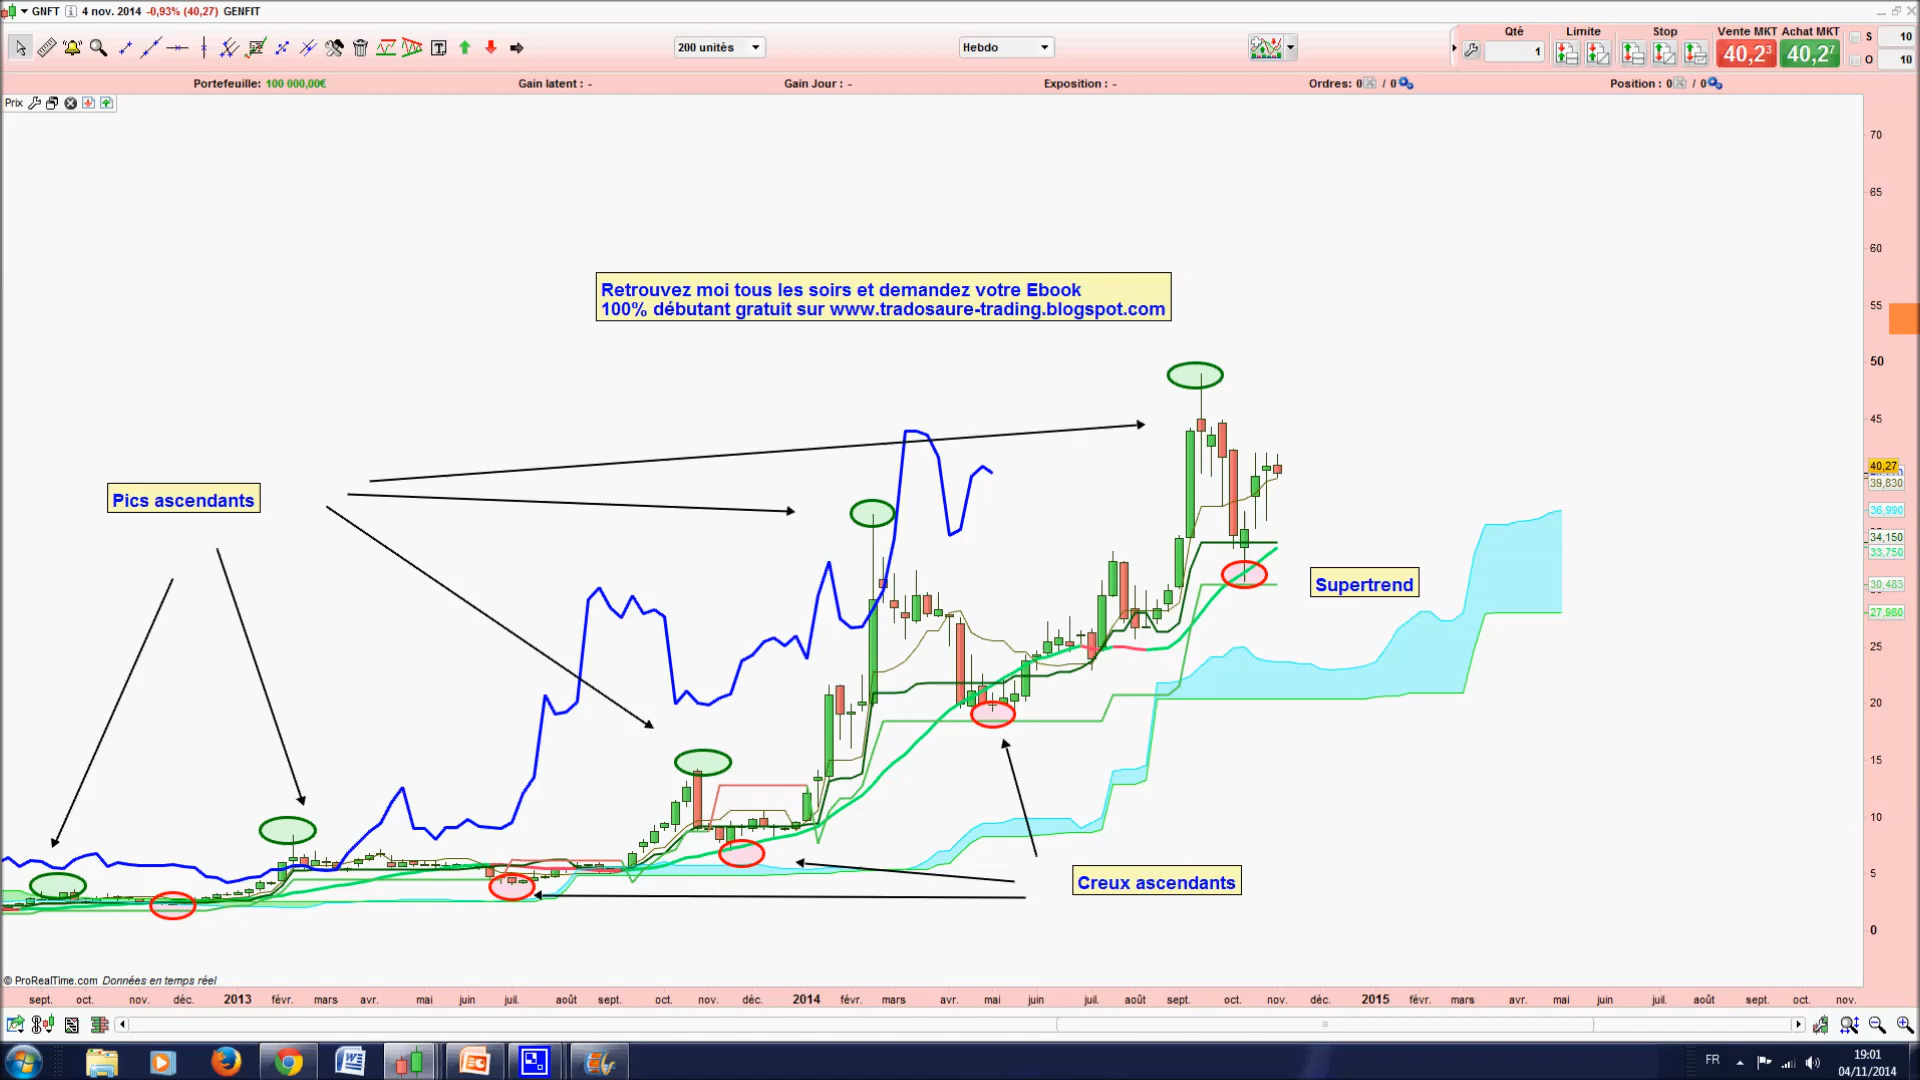 GNFT 4 nov. 2014 -0,93% (40,27) GENFIT
200 unités
Hebdo
Qté
1
Limite
Stop
Vente MKT
40,2³
Achat MKT
40,2⁷
S 10
O 10
Portefeuille: 100 000,00€
Gain latent : -
Gain Jour : -
Exposition : -
Ordres: 0 / 0
Position : 0 / 0
Prix
70
65
60
55
50
45
40,27
39,830
36,990
34,150
33,750
30,483
27,980
25
20
15
10
5
0
Retrouvez moi tous les soirs et demandez votre Ebook
100% débutant gratuit sur www.tradosaure-trading.blogspot.com
Pics ascendants
Supertrend
Creux ascendants
© ProRealTime.com Données en temps réel
sept. oct. nov. déc. 2013 févr. mars avr. mai juin juil. août sept. oct. nov. déc. 2014 févr. mars avr. mai juin juil. août sept. oct. nov. déc. 2015 févr. mars avr. mai juin juil. août sept. oct. nov.
FR
19:01
04/11/2014